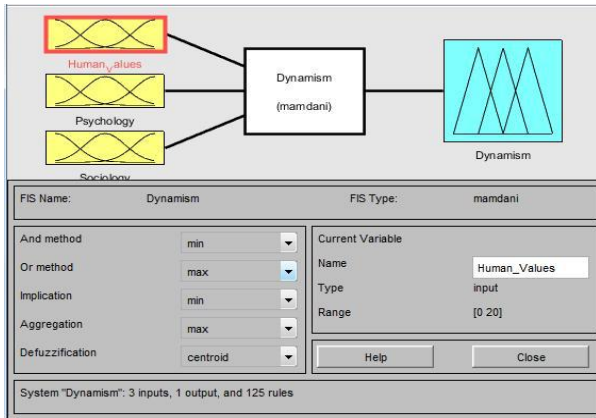 Human_Values
Psychology
Sociology
Dynamism
(mamdani)
Dynamism
FIS Name: Dynamism FIS Type: mamdani
And method min
Or method max
Implication min
Aggregation max
Defuzzification centroid
Current Variable
Name Human_Values
Type input
Range [0 20]
Help Close
System "Dynamism": 3 inputs, 1 output, and 125 rules